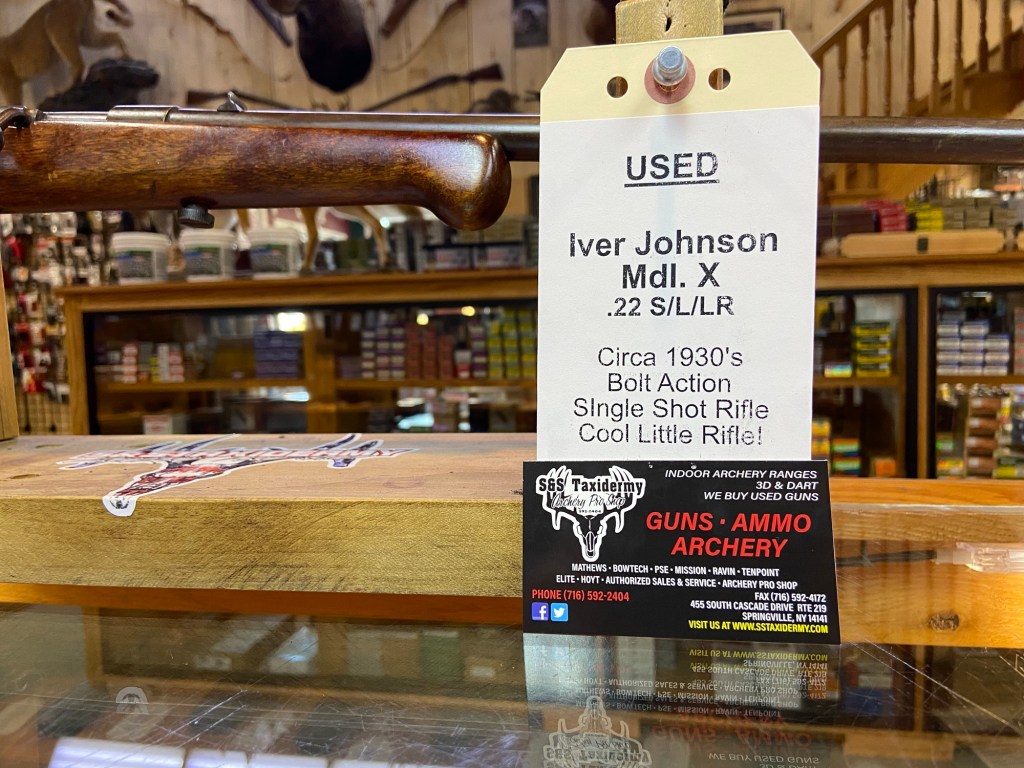 USED
Iver Johnson
Mdl. X
.22 S/L/LR
Circa 1930's
Bolt Action
SIngle Shot Rifle
Cool Little Rifle!
S&S Taxidermy
Archery Pro Shop
592-2404
INDOOR ARCHERY RANGES
3D & DART
WE BUY USED GUNS
GUNS · AMMO
ARCHERY
MATHEWS · BOWTECH · PSE · MISSION · RAVIN · TENPOINT
ELITE · HOYT · AUTHORIZED SALES & SERVICE · ARCHERY PRO SHOP
PHONE (716) 592-2404
FAX (716) 592-4172
455 SOUTH CASCADE DRIVE RTE 219
SPRINGVILLE, NY 14141
VISIT US AT WWW.SSTAXIDERMY.COM